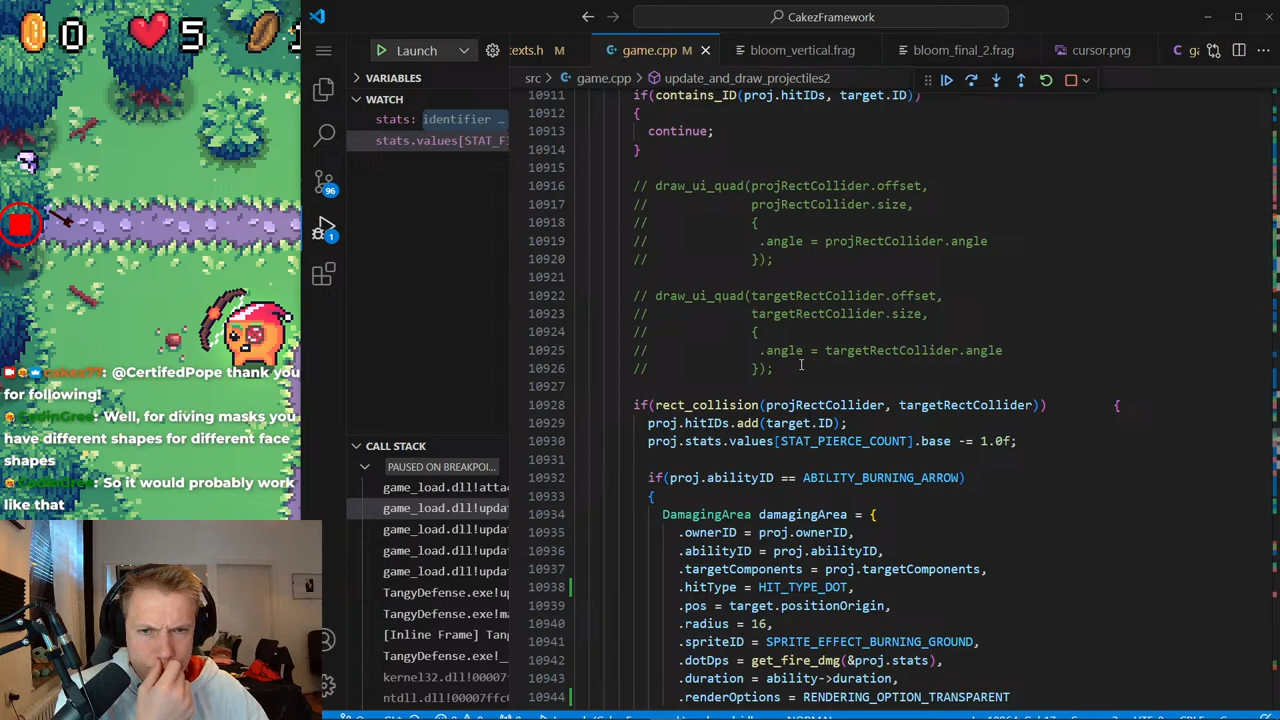 0 5
CakezFramework
Launch
texts.h M
game.cpp M
bloom_vertical.frag
bloom_final_2.frag
cursor.png
src > game.cpp > update_and_draw_projectiles2
VARIABLES
WATCH
stats: identifier …
stats.values[STAT_F
10911 if(contains_ID(proj.hitIDs, target.ID))
10912 {
10913 continue;
10914 }
10915
10916 // draw_ui_quad(projRectCollider.offset,
10917 // projRectCollider.size,
10918 // {
10919 // .angle = projRectCollider.angle
10920 // });
10921
10922 // draw_ui_quad(targetRectCollider.offset,
10923 // targetRectCollider.size,
10924 // {
10925 // .angle = targetRectCollider.angle
10926 // });
10927
10928 if(rect_collision(projRectCollider, targetRectCollider)) {
10929 proj.hitIDs.add(target.ID);
10930 proj.stats.values[STAT_PIERCE_COUNT].base -= 1.0f;
10931
10932 if(proj.abilityID == ABILITY_BURNING_ARROW)
10933 {
10934 DamagingArea damagingArea = {
10935 .ownerID = proj.ownerID,
10936 .abilityID = proj.abilityID,
10937 .targetComponents = proj.targetComponents,
10938 .hitType = HIT_TYPE_DOT,
10939 .pos = target.positionOrigin,
10940 .radius = 16,
10941 .spriteID = SPRITE_EFFECT_BURNING_GROUND,
10942 .dotDps = get_fire_dmg(&proj.stats),
10943 .duration = ability->duration,
10944 .renderOptions = RENDERING_OPTION_TRANSPARENT
96
1
CALL STACK
PAUSED ON BREAKPOI…
game_load.dll!atta
game_load.dll!upda
game_load.dll!upda
game_load.dll!upda
game_load.dll!upda
TangyDefense.exe!up
TangyDefense.exe!ma
[Inline Frame] Tang
TangyDefense.exe!__
kernel32.dll!00007f
ntdll.dll!00007ffc
cakez77: @CertifedPope thank you
for following!
CodinGree: Well, for diving masks you
have different shapes for different face
shapes
CodinGree: So it would probably work
like that